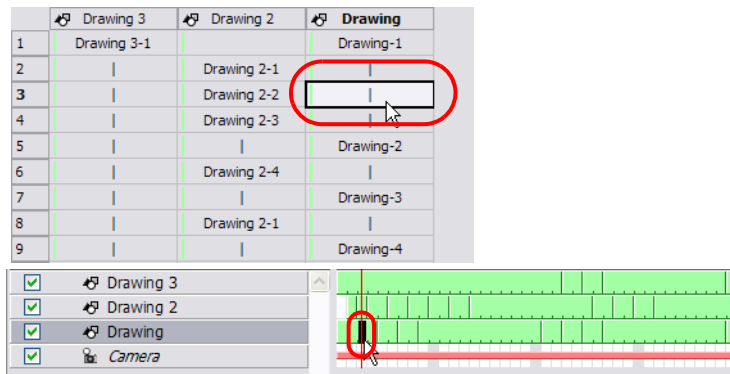 Drawing 3 Drawing 2 Drawing
1 Drawing 3-1 Drawing-1
2 | Drawing 2-1 |
3 | Drawing 2-2 |
4 | Drawing 2-3 |
5 | | Drawing-2
6 | Drawing 2-4 |
7 | | Drawing-3
8 | Drawing 2-1 |
9 | | Drawing-4
Drawing 3
Drawing 2
Drawing
Camera